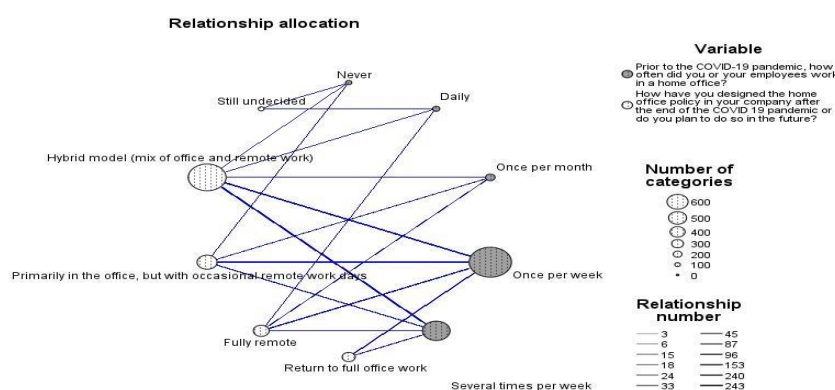 Relationship allocation
Never
Still undecided
Daily
Hybrid model (mix of office and remote work)
Once per month
Primarily in the office, but with occasional remote work days
Once per week
Fully remote
Return to full office work
Several times per week
Variable
Prior to the COVID-19 pandemic, how
often did you or your employees work
in a home office?
How have you designed the home
office policy in your company after
the end of the COVID 19 pandemic or
do you plan to do so in the future?
Number of
categories
600
500
400
300
200
100
0
Relationship
number
3 45
6 87
15 96
18 153
24 240
33 243